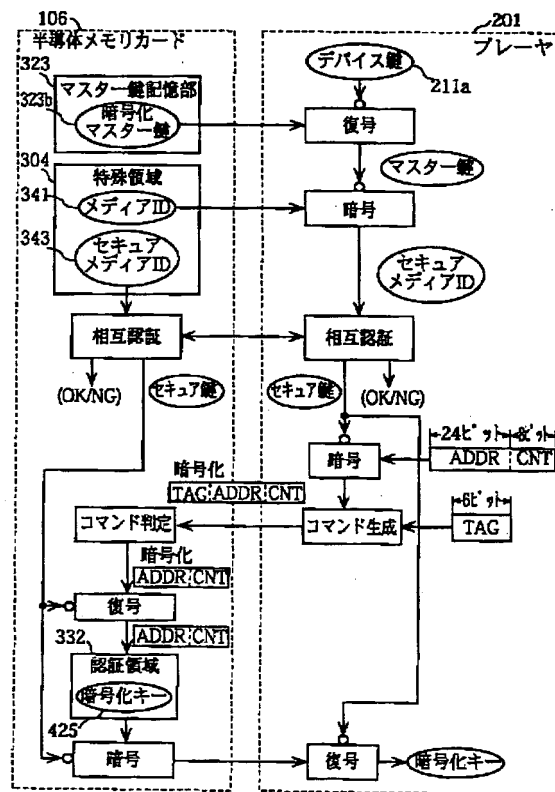 106
201
半導体メモリカード
プレーヤ
323
マスター鍵記憶部
デバイス鍵
211a
323b
暗号化
マスター鍵
復号
304
特殊領域
マスター鍵
341
メディアID
暗号
343
セキュア
メディアID
セキュア
メディアID
相互認証
相互認証
(OK/NG)
セキュア鍵
セキュア鍵
(OK/NG)
24ビット
8ビット
暗号
ADDR CNT
暗号化
TAG ADDR CNT
6ビット
コマンド判定
コマンド生成
TAG
暗号化
ADDR CNT
復号
ADDR CNT
332
認証領域
暗号化キー
425
暗号
復号
暗号化キー